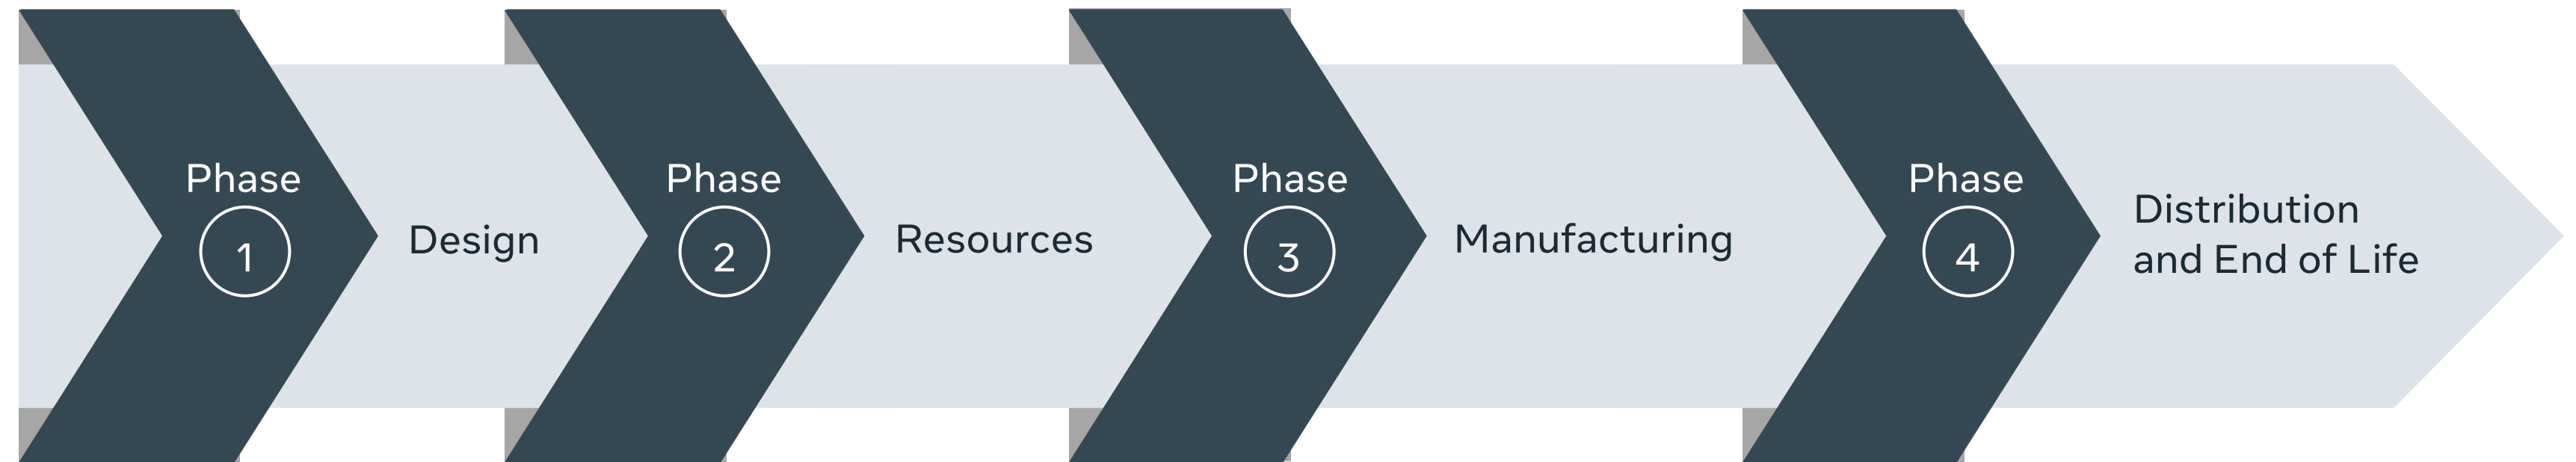 Phase
1
Design
Phase
2
Resources
Phase
3
Manufacturing
Phase
4
Distribution
and End of Life